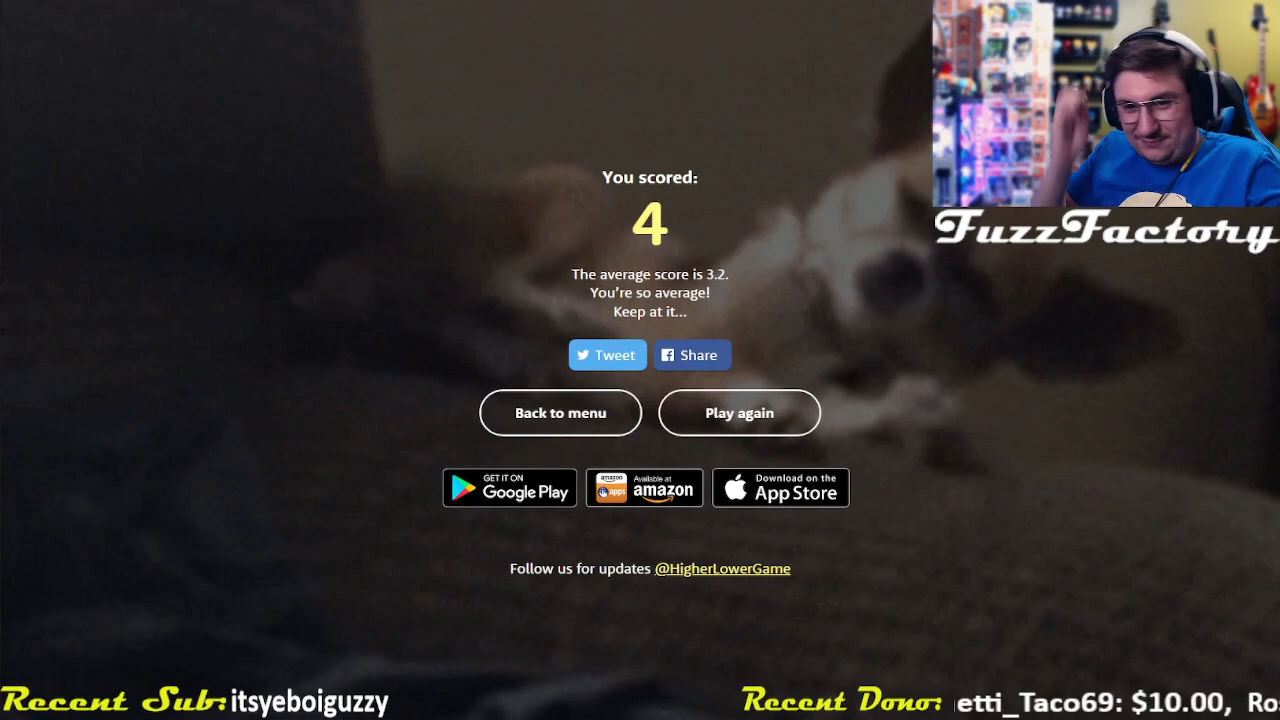 You scored:
4
The average score is 3.2.
You're so average!
Keep at it...
Tweet
Share
Back to menu
Play again
GET IT ON
Google Play
amazon
apps
Available at
amazon
Download on the
App Store
Follow us for updates @HigherLowerGame
FuzzFactory
Recent Sub: itsyeboiguzzy
Recent Dono: etti_Taco69: $10.00, Ro